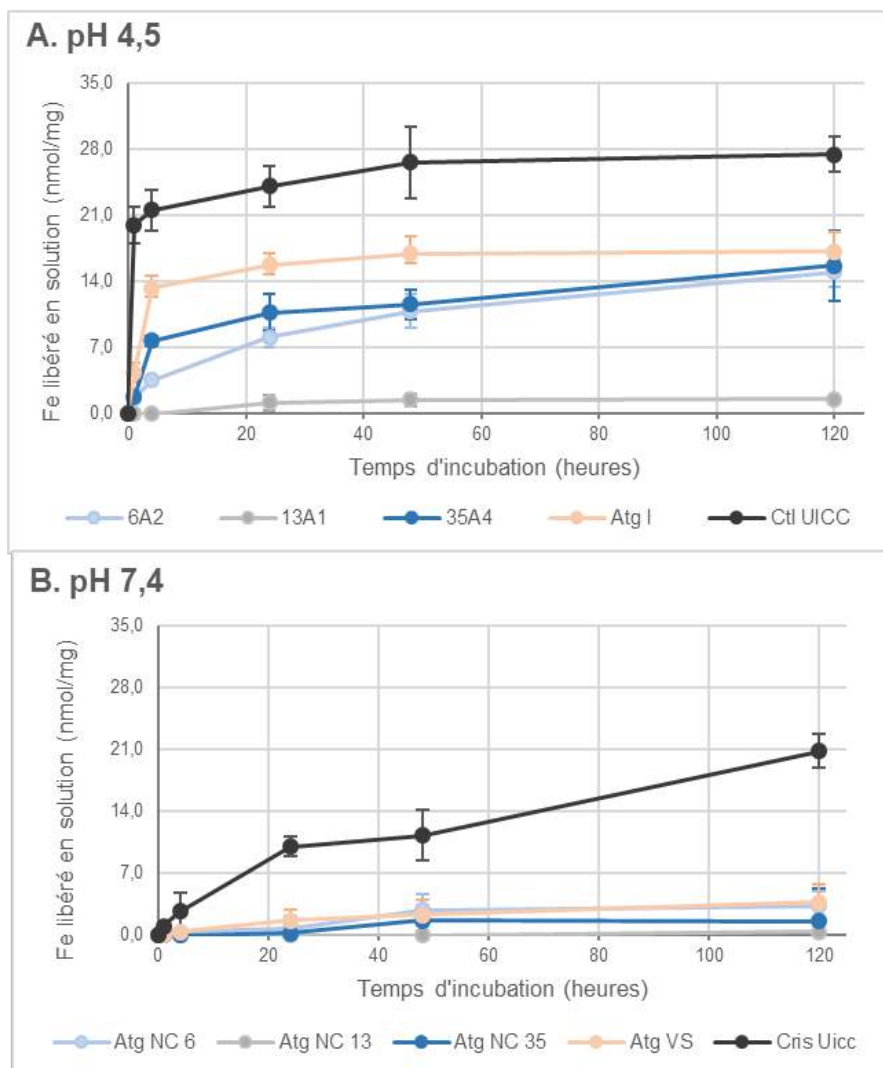 A. pH 4,5
35,0
28,0
21,0
14,0
7,0
0,0
Fe libéré en solution (nmol/mg)
0 20 40 60 80 100 120
Temps d'incubation (heures)
6A2 13A1 35A4 Atg I Ctl UICC
B. pH 7,4
35,0
28,0
21,0
14,0
7,0
0,0
Fe libéré en solution (nmol/mg)
0 20 40 60 80 100 120
Temps d'incubation (heures)
Atg NC 6 Atg NC 13 Atg NC 35 Atg VS Cris Uicc